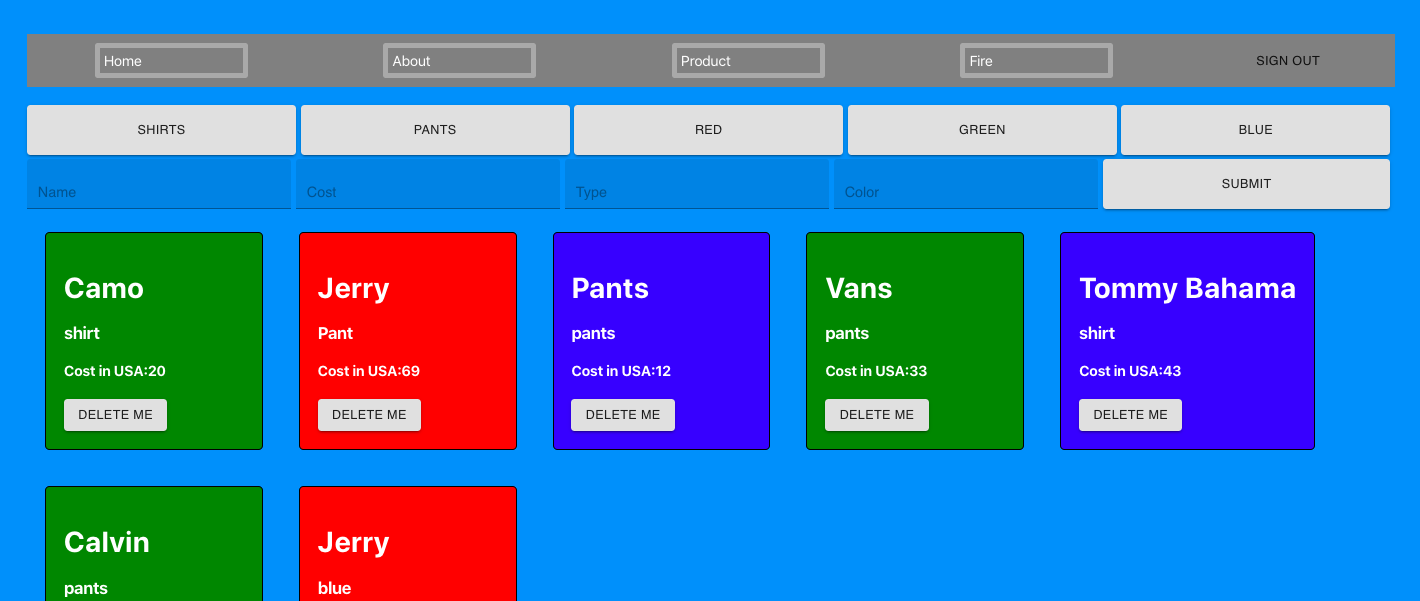 Home About Product Fire SIGN OUT
SHIRTS PANTS RED GREEN BLUE
Name Cost Type Color SUBMIT
Camo
shirt
Cost in USA:20
DELETE ME
Jerry
Pant
Cost in USA:69
DELETE ME
Pants
pants
Cost in USA:12
DELETE ME
Vans
pants
Cost in USA:33
DELETE ME
Tommy Bahama
shirt
Cost in USA:43
DELETE ME
Calvin
pants
Jerry
blue